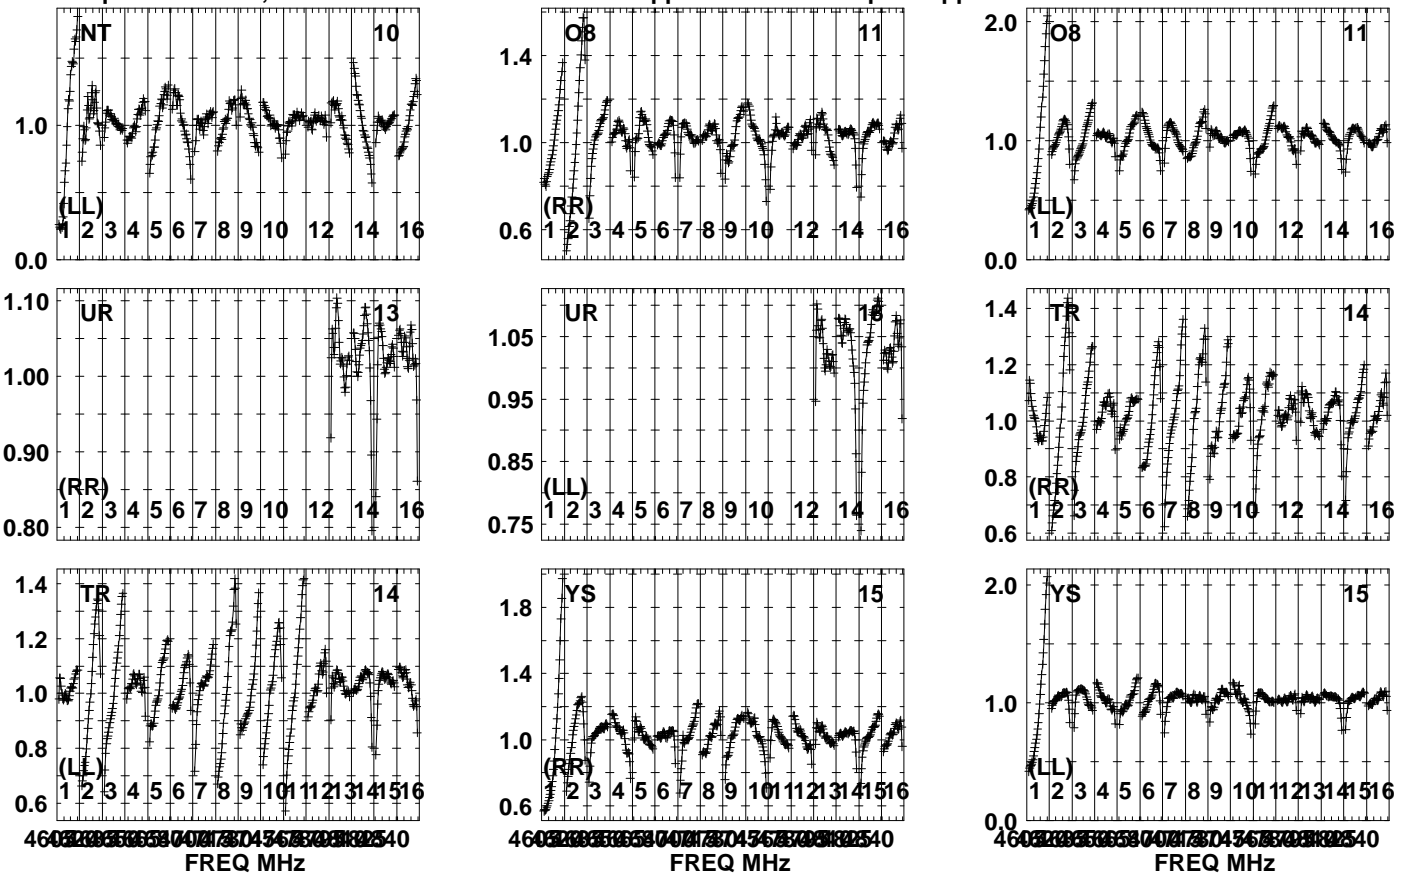 NT 10
1.0
(LL)
1 2 3 4 5 6 7 8 9 10 12 14 16
0.0
O8 11
1.4
1.0
(RR)
1 2 3 4 5 6 7 8 9 10 12 14 16
0.6
2.0
O8 11
1.0
(LL)
1 2 3 4 5 6 7 8 9 10 12 14 16
0.0
1.10
UR 13
1.00
0.90
(RR)
1 2 3 4 5 6 7 8 9 10 12 14 16
0.80
UR 13
1.05
0.95
0.85
(LL)
1 2 3 4 5 6 7 8 9 10 12 14 16
0.75
1.4
TR 14
1.2
1.0
0.8
(RR)
1 2 3 4 5 6 7 8 9 10 12 14 16
0.6
1.4
TR 14
1.2
1.0
0.8
(LL)
1 2 3 4 5 6 7 8 9 10 11 12 13 14 15 16
0.6
FREQ MHz
YS 15
1.8
1.4
1.0
(RR)
1 2 3 4 5 6 7 8 9 10 11 12 13 14 15 16
0.6
FREQ MHz
2.0
YS 15
1.0
(LL)
1 2 3 4 5 6 7 8 9 10 11 12 13 14 15 16
0.0
FREQ MHz